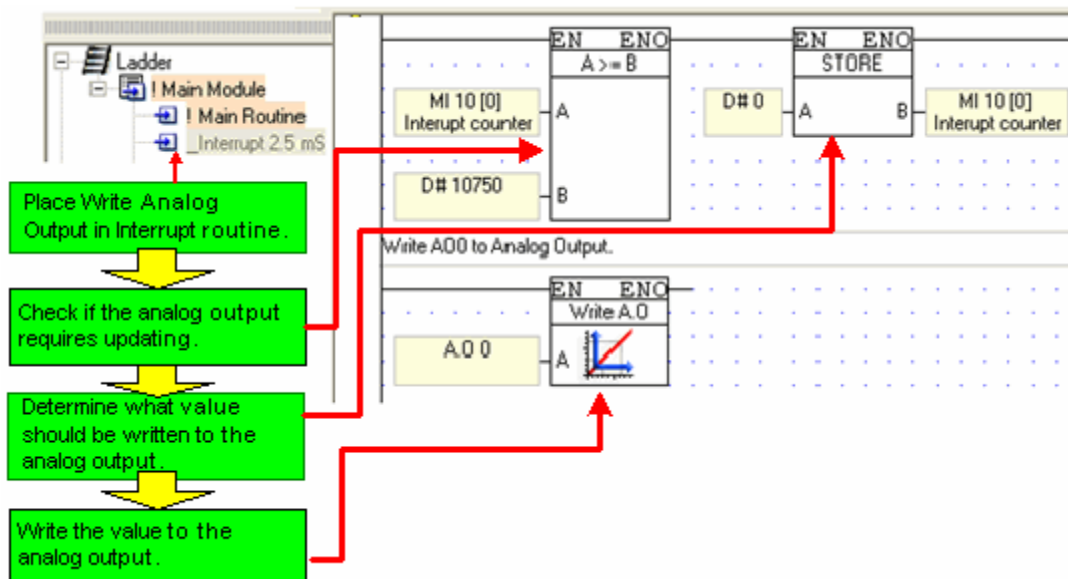 Ladder
! Main Module
! Main Routine
_Interrupt 2.5 mS
Place Write Analog
Output in Interrupt routine.
Check if the analog output
requires updating.
Determine what value
should be written to the
analog output.
Write the value to the
analog output.
EN ENO
A >= B
MI 10 [0]
Interupt counter
A
D# 10750
B
EN ENO
STORE
D# 0
A
B
MI 10 [0]
Interupt counter
Write AO0 to Analog Output.
EN ENO
Write A.O
A.O 0
A